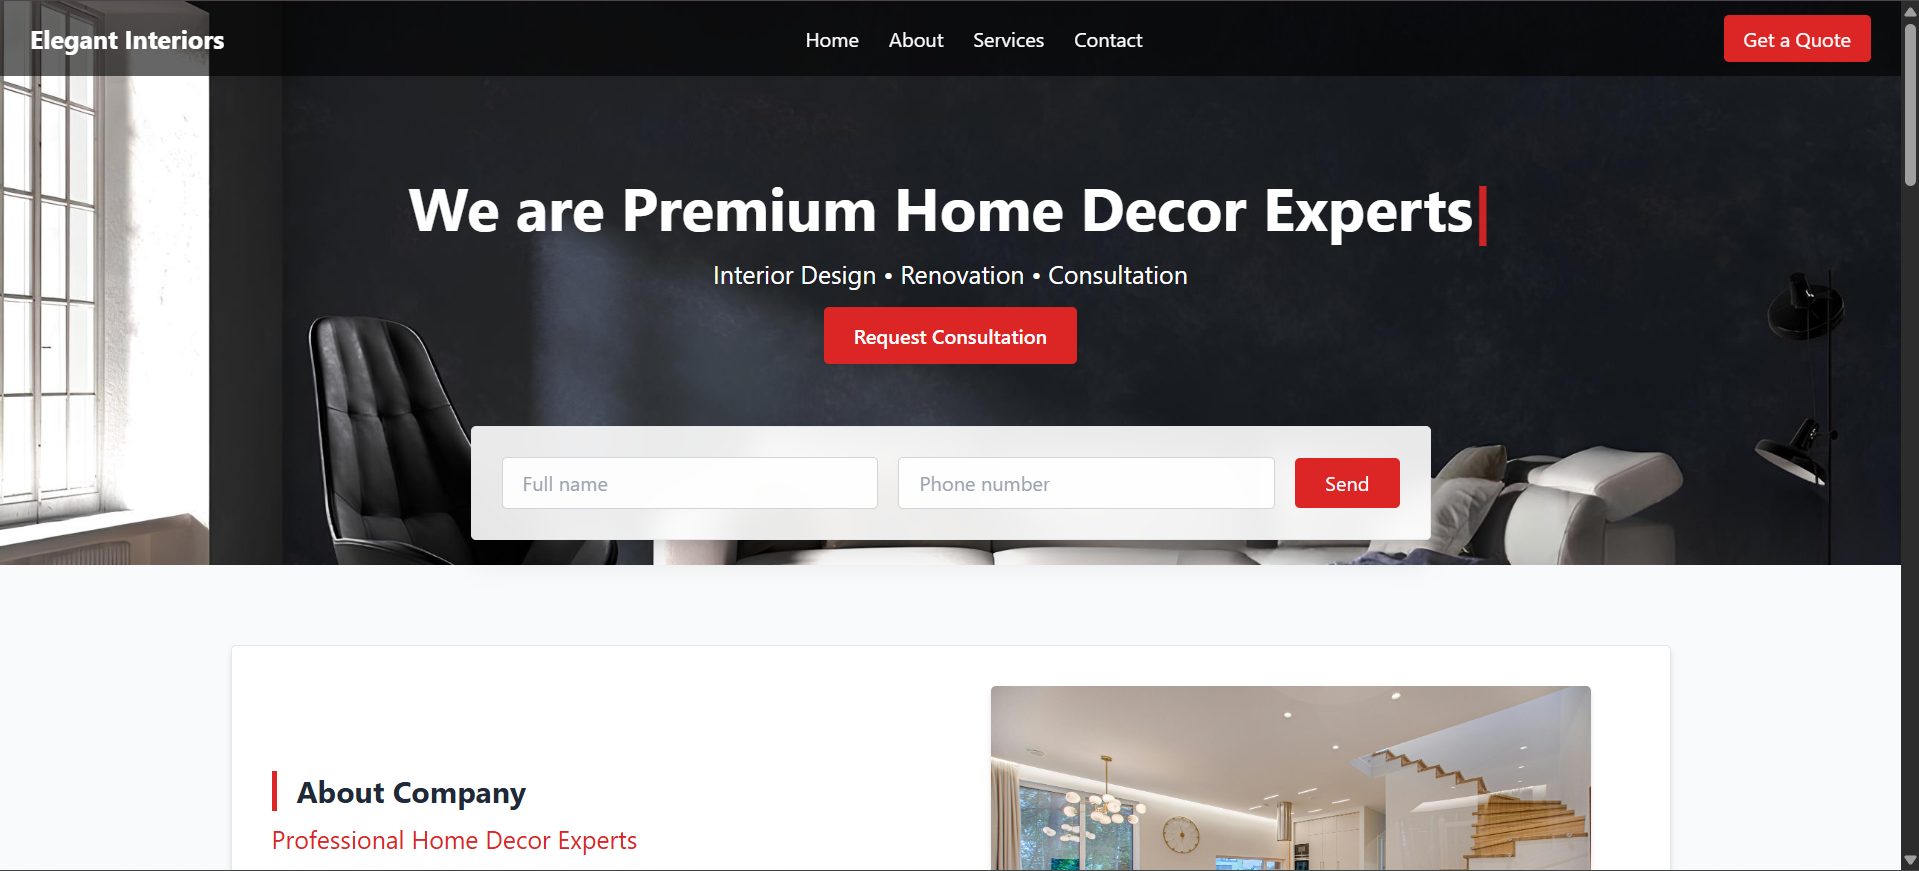 Elegant Interiors
Home About Services Contact
Get a Quote
We are Premium Home Decor Experts
Interior Design • Renovation • Consultation
Request Consultation
Full name
Phone number
Send
About Company
Professional Home Decor Experts